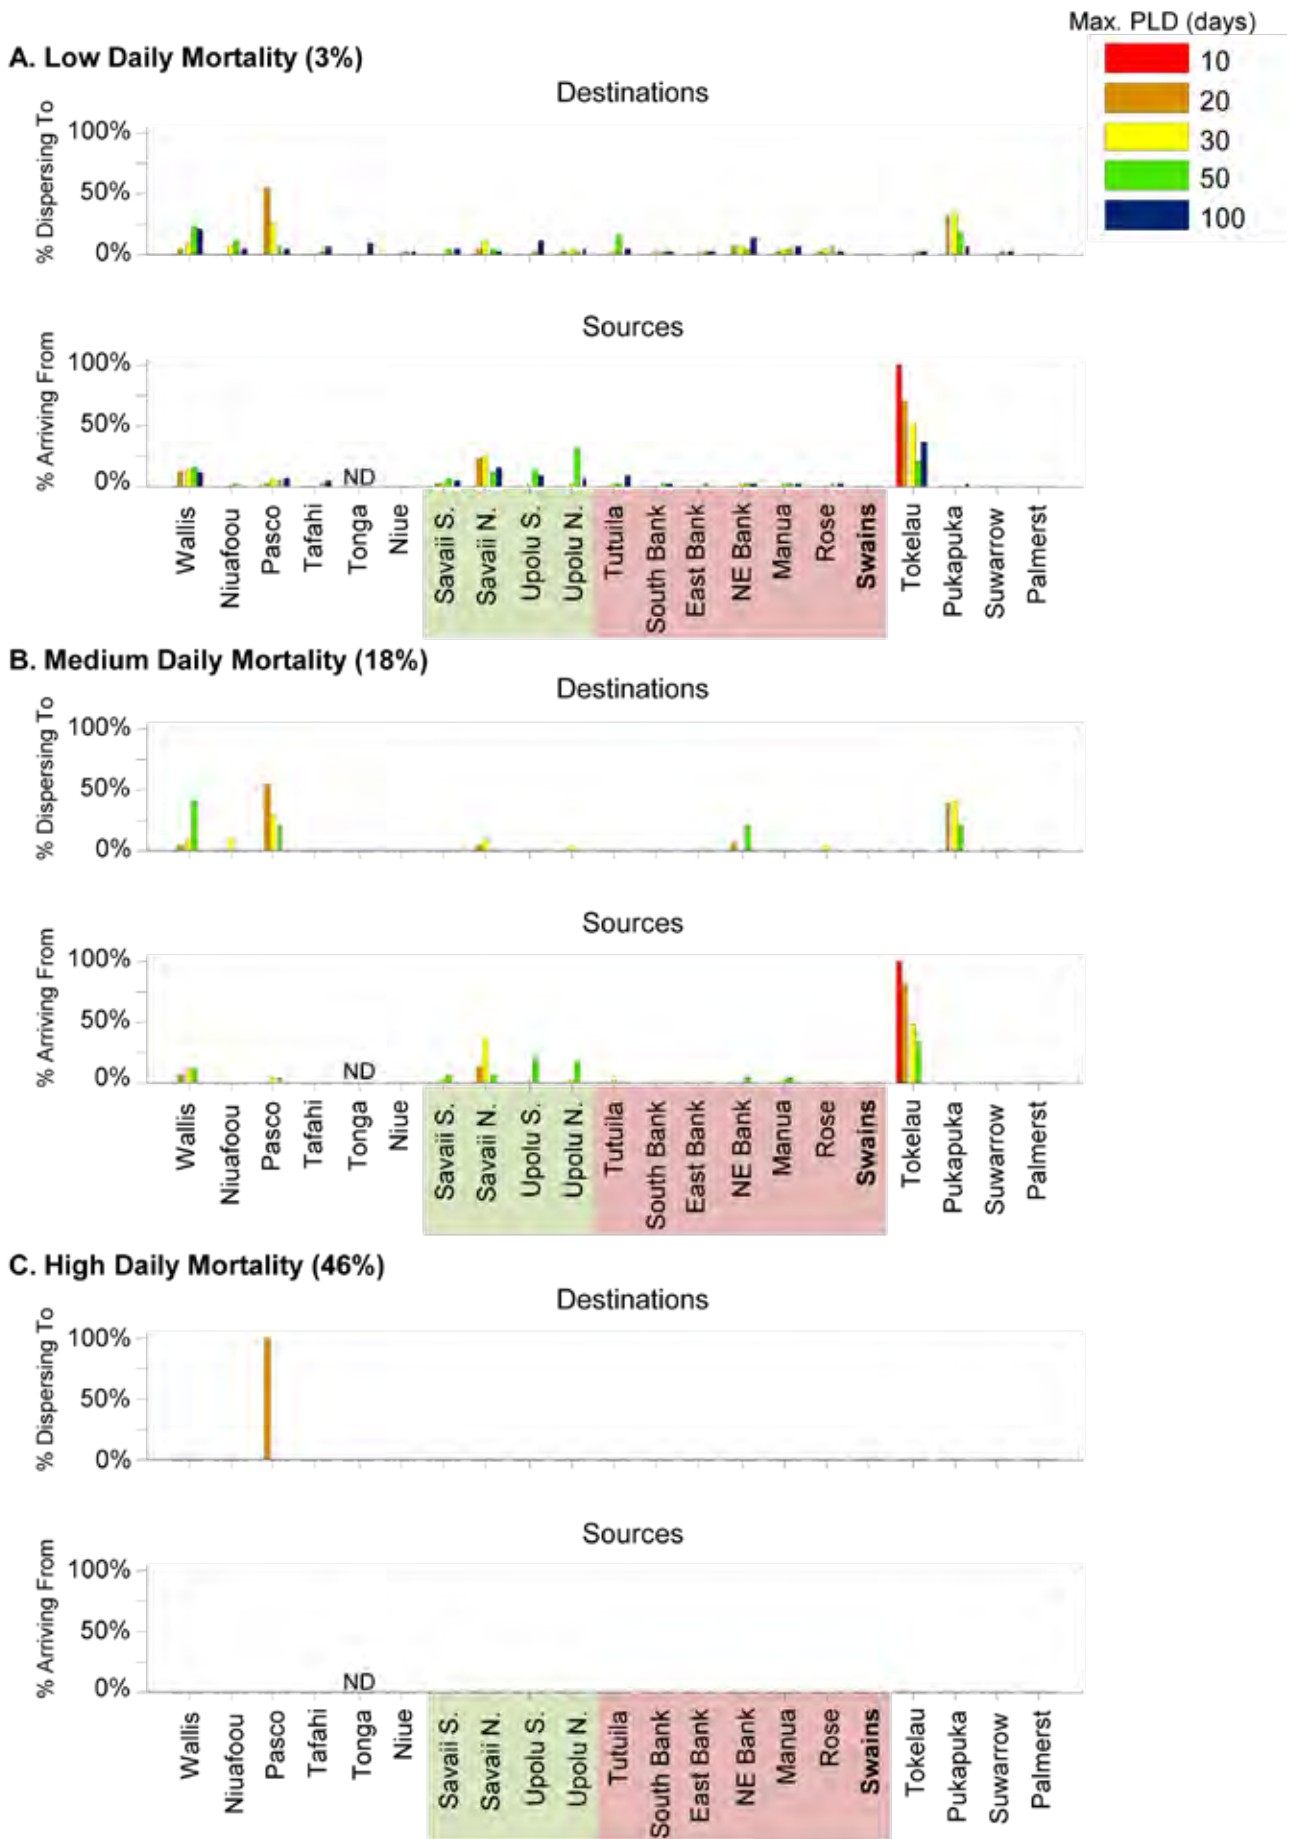 Max. PLD (days)
10
20
30
50
100
A. Low Daily Mortality (3%)
Destinations
% Dispersing To
100%
50%
0%
Sources
% Arriving From
100%
50%
0%
ND
Wallis
Niuafoou
Pasco
Tafahi
Tonga
Niue
Savaii S.
Savaii N.
Upolu S.
Upolu N.
Tutuila
South Bank
East Bank
NE Bank
Manua
Rose
Swains
Tokelau
Pukapuka
Suwarrow
Palmerst
B. Medium Daily Mortality (18%)
Destinations
% Dispersing To
100%
50%
0%
Sources
% Arriving From
100%
50%
0%
ND
Wallis
Niuafoou
Pasco
Tafahi
Tonga
Niue
Savaii S.
Savaii N.
Upolu S.
Upolu N.
Tutuila
South Bank
East Bank
NE Bank
Manua
Rose
Swains
Tokelau
Pukapuka
Suwarrow
Palmerst
C. High Daily Mortality (46%)
Destinations
% Dispersing To
100%
50%
0%
Sources
% Arriving From
100%
50%
0%
ND
Wallis
Niuafoou
Pasco
Tafahi
Tonga
Niue
Savaii S.
Savaii N.
Upolu S.
Upolu N.
Tutuila
South Bank
East Bank
NE Bank
Manua
Rose
Swains
Tokelau
Pukapuka
Suwarrow
Palmerst